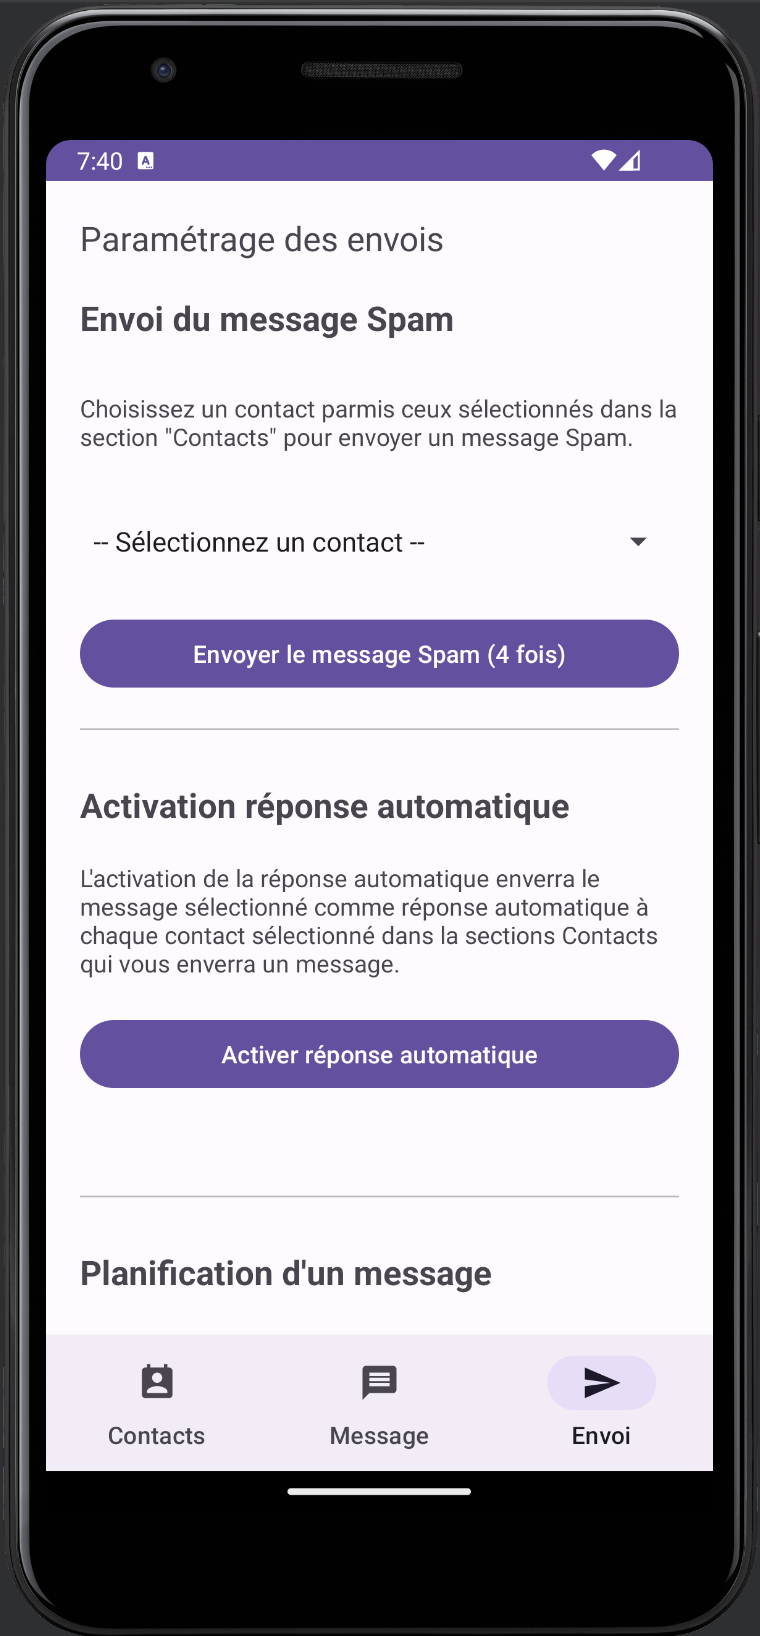 7:40
Paramétrage des envois
Envoi du message Spam
Choisissez un contact parmis ceux sélectionnés dans la
section "Contacts" pour envoyer un message Spam.
-- Sélectionnez un contact --
Envoyer le message Spam (4 fois)
Activation réponse automatique
L'activation de la réponse automatique enverra le
message sélectionné comme réponse automatique à
chaque contact sélectionné dans la sections Contacts
qui vous enverra un message.
Activer réponse automatique
Planification d'un message
Contacts
Message
Envoi